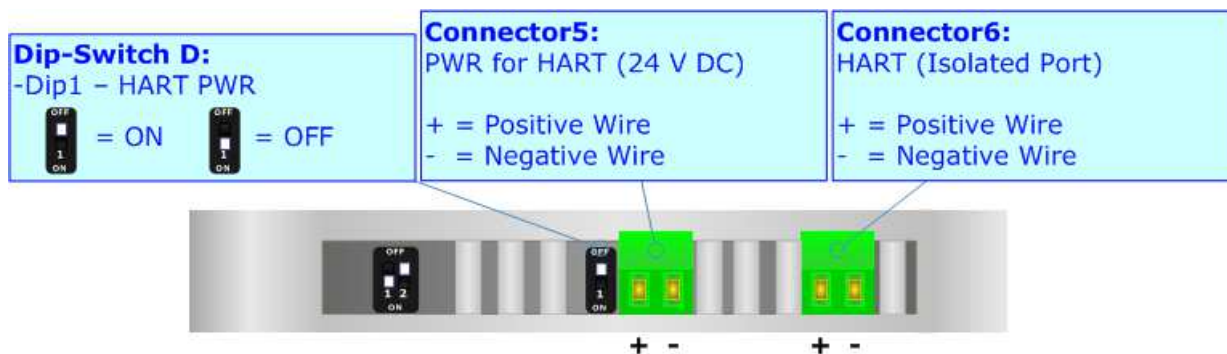 Dip-Switch D:
-Dip1 – HART PWR
OFF
1
ON
= ON
OFF
1
ON
= OFF
Connector5:
PWR for HART (24 V DC)
+ = Positive Wire
- = Negative Wire
Connector6:
HART (Isolated Port)
+ = Positive Wire
- = Negative Wire
OFF
1 2
ON
OFF
1
ON
+ -
+ -